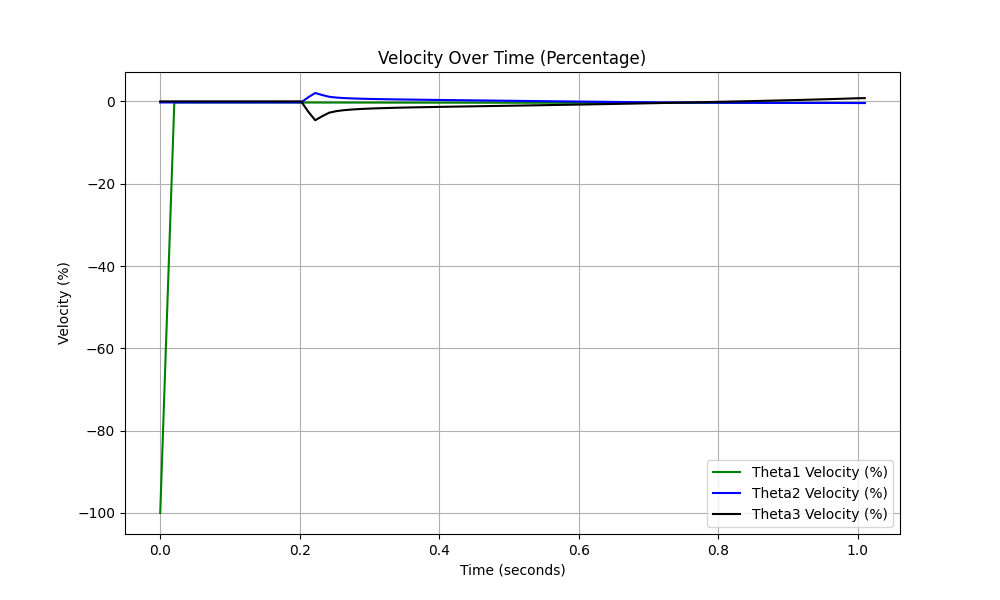 Velocity Over Time (Percentage)
Velocity (%)
0
−20
−40
−60
−80
−100
Theta1 Velocity (%)
Theta2 Velocity (%)
Theta3 Velocity (%)
0.0 0.2 0.4 0.6 0.8 1.0
Time (seconds)